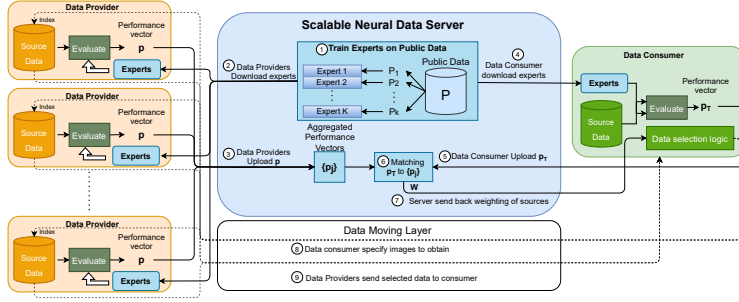 Data Provider
Index
Source
Data
Evaluate
Performance
vector
p
Experts
Data Provider
Index
Source
Data
Evaluate
Performance
vector
p
Experts
Data Provider
Index
Source
Data
Evaluate
Performance
vector
p
Experts
Scalable Neural Data Server
1 Train Experts on Public Data
Expert 1
Expert 2
Expert K
P1
P2
Pk
Public Data
P
2 Data Providers
Download experts
3 Data Providers
Upload p
Aggregated
Performance
Vectors
{pj}
6 Matching
pT to {pj}
w
4
Data Consumer
download experts
5 Data Consumer Upload pT
7 Server send back weighting of sources
Data Consumer
Experts
Source
Data
Evaluate
Performance
vector
pT
Data selection logic
Data Moving Layer
8 Data consumer specify images to obtain
9 Data Providers send selected data to consumer